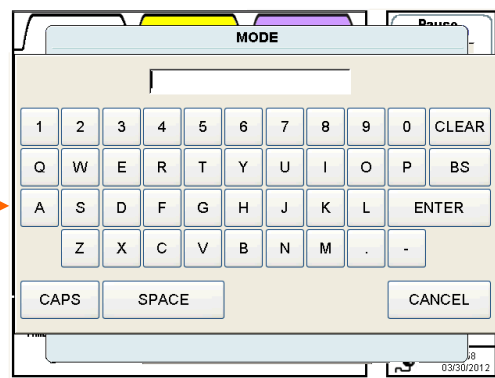 Pause
MODE
1 2 3 4 5 6 7 8 9 0 CLEAR
Q W E R T Y U I O P BS
A S D F G H J K L ENTER
Z X C V B N M . -
CAPS SPACE CANCEL
03/30/2012